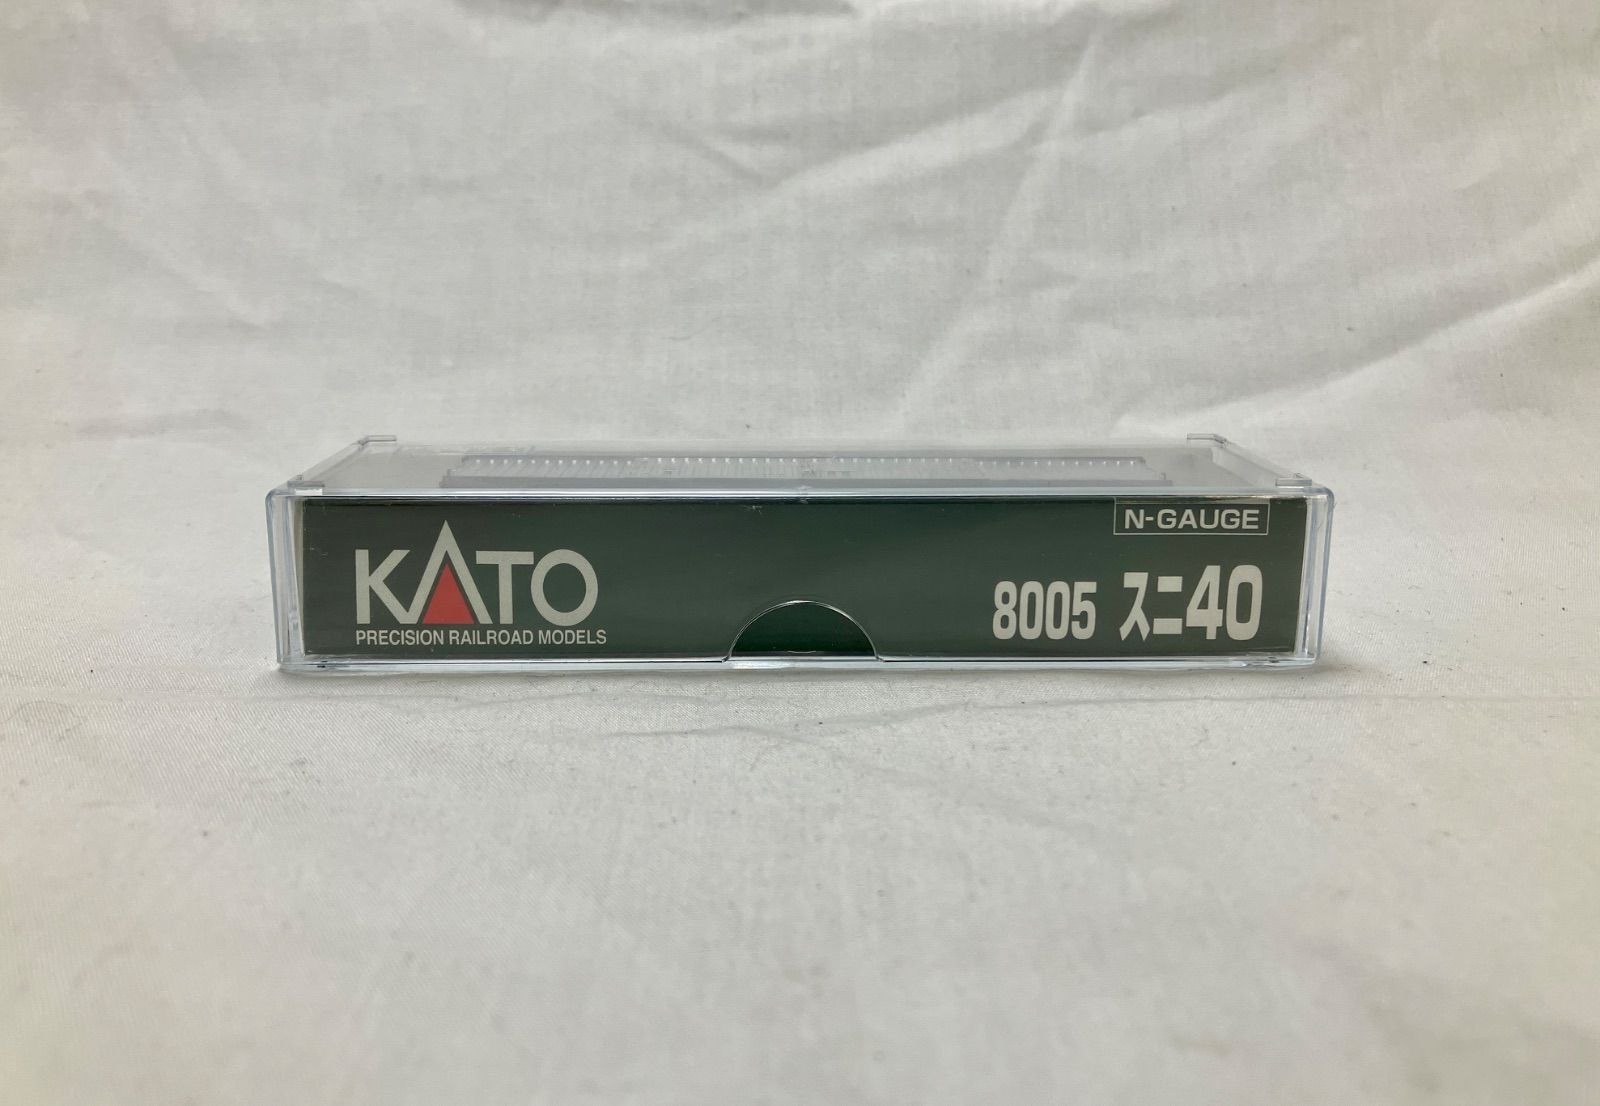 N-GAUGE
KATO
PRECISION RAILROAD MODELS
8005 スニ40